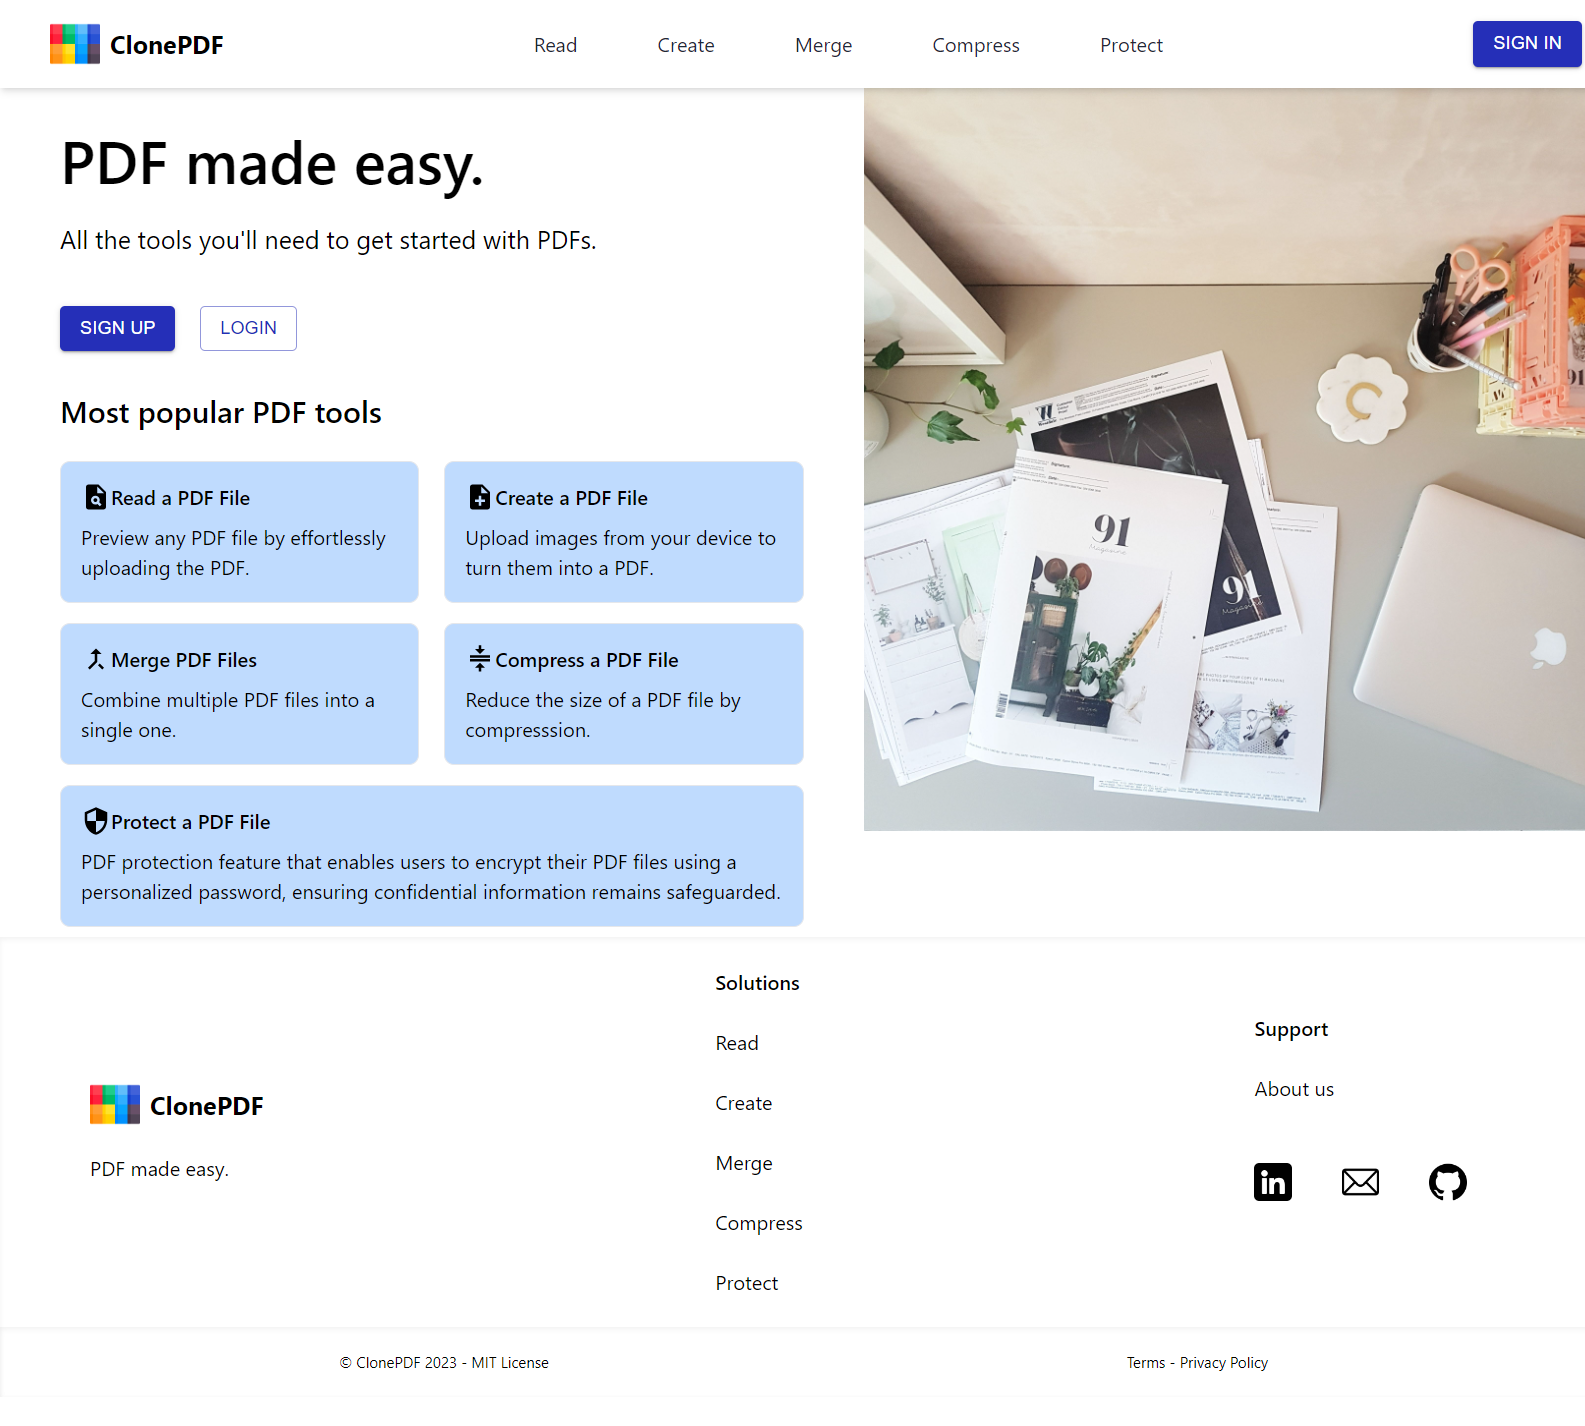 ClonePDF
Read
Create
Merge
Compress
Protect
SIGN IN
PDF made easy.
All the tools you'll need to get started with PDFs.
SIGN UP
LOGIN
Most popular PDF tools
Read a PDF File
Preview any PDF file by effortlessly
uploading the PDF.
Create a PDF File
Upload images from your device to
turn them into a PDF.
Merge PDF Files
Combine multiple PDF files into a
single one.
Compress a PDF File
Reduce the size of a PDF file by
compresssion.
Protect a PDF File
PDF protection feature that enables users to encrypt their PDF files using a
personalized password, ensuring confidential information remains safeguarded.
C
91
Magazine
91
Magazine
ClonePDF
PDF made easy.
Solutions
Read
Create
Merge
Compress
Protect
Support
About us
in
© ClonePDF 2023 - MIT License
Terms - Privacy Policy